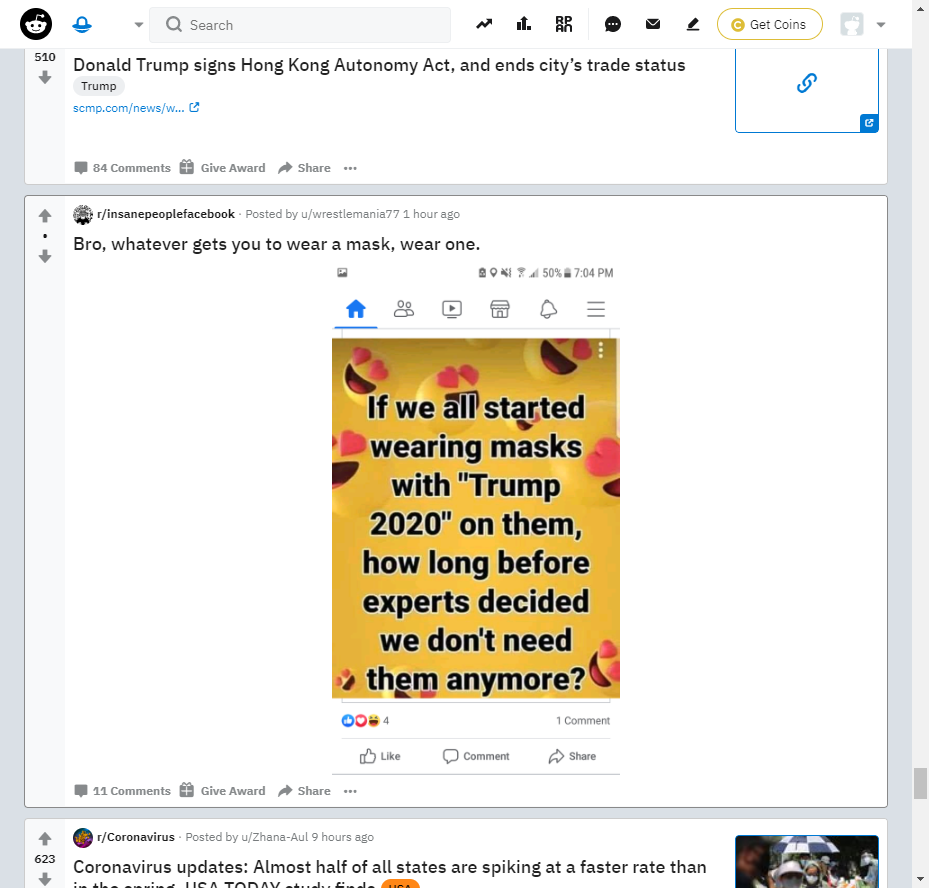 Search
Get Coins
510
Donald Trump signs Hong Kong Autonomy Act, and ends city's trade status
Trump
scmp.com/news/w...
84 Comments Give Award Share
r/insanepeoplefacebook · Posted by u/wrestlemania77 1 hour ago
Bro, whatever gets you to wear a mask, wear one.
50% 7:04 PM
If we all started
wearing masks
with "Trump
2020" on them,
how long before
experts decided
we don't need
them anymore?
4 1 Comment
Like Comment Share
11 Comments Give Award Share
r/Coronavirus · Posted by u/Zhana-Aul 9 hours ago
623
Coronavirus updates: Almost half of all states are spiking at a faster rate than
in the spring, USA TODAY study finds USA